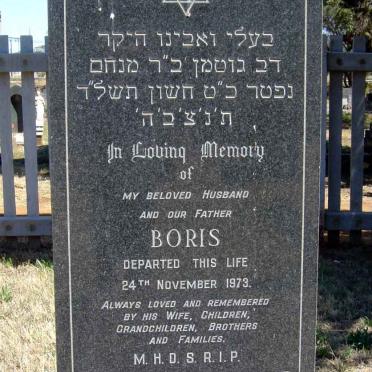 בעלי ואבינו היקר
דב גוטמן ב"ר מנחם
נפטר כ"ט חשון תשל"ד
ת'נ'צ'ב'ה'
In Loving Memory
of
MY BELOVED HUSBAND
AND OUR FATHER
BORIS
DEPARTED THIS LIFE
24TH NOVEMBER 1973.
ALWAYS LOVED AND REMEMBERED
BY HIS WIFE, CHILDREN,
GRANDCHILDREN, BROTHERS
AND FAMILIES.
M.H.D.S.R.I.P.